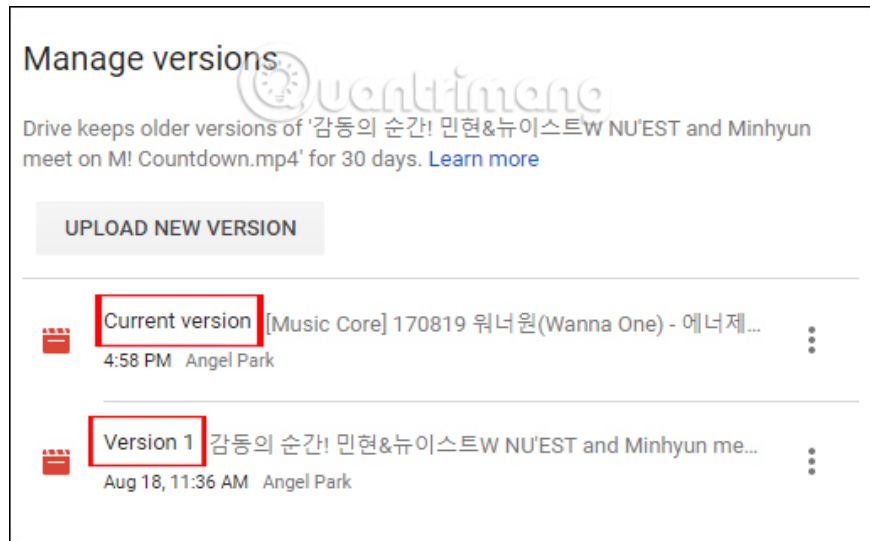 Manage versions
Quantrimang
Drive keeps older versions of '감동의 순간! 민현&뉴이스트W NU'EST and Minhyun
meet on M! Countdown.mp4' for 30 days. Learn more
UPLOAD NEW VERSION
Current version [Music Core] 170819 워너원(Wanna One) - 에너제...
4:58 PM Angel Park
Version 1 감동의 순간! 민현&뉴이스트W NU'EST and Minhyun me...
Aug 18, 11:36 AM Angel Park